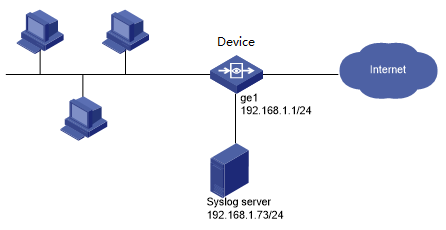 Device
Internet
ge1
192.168.1.1/24
Syslog server
192.168.1.73/24